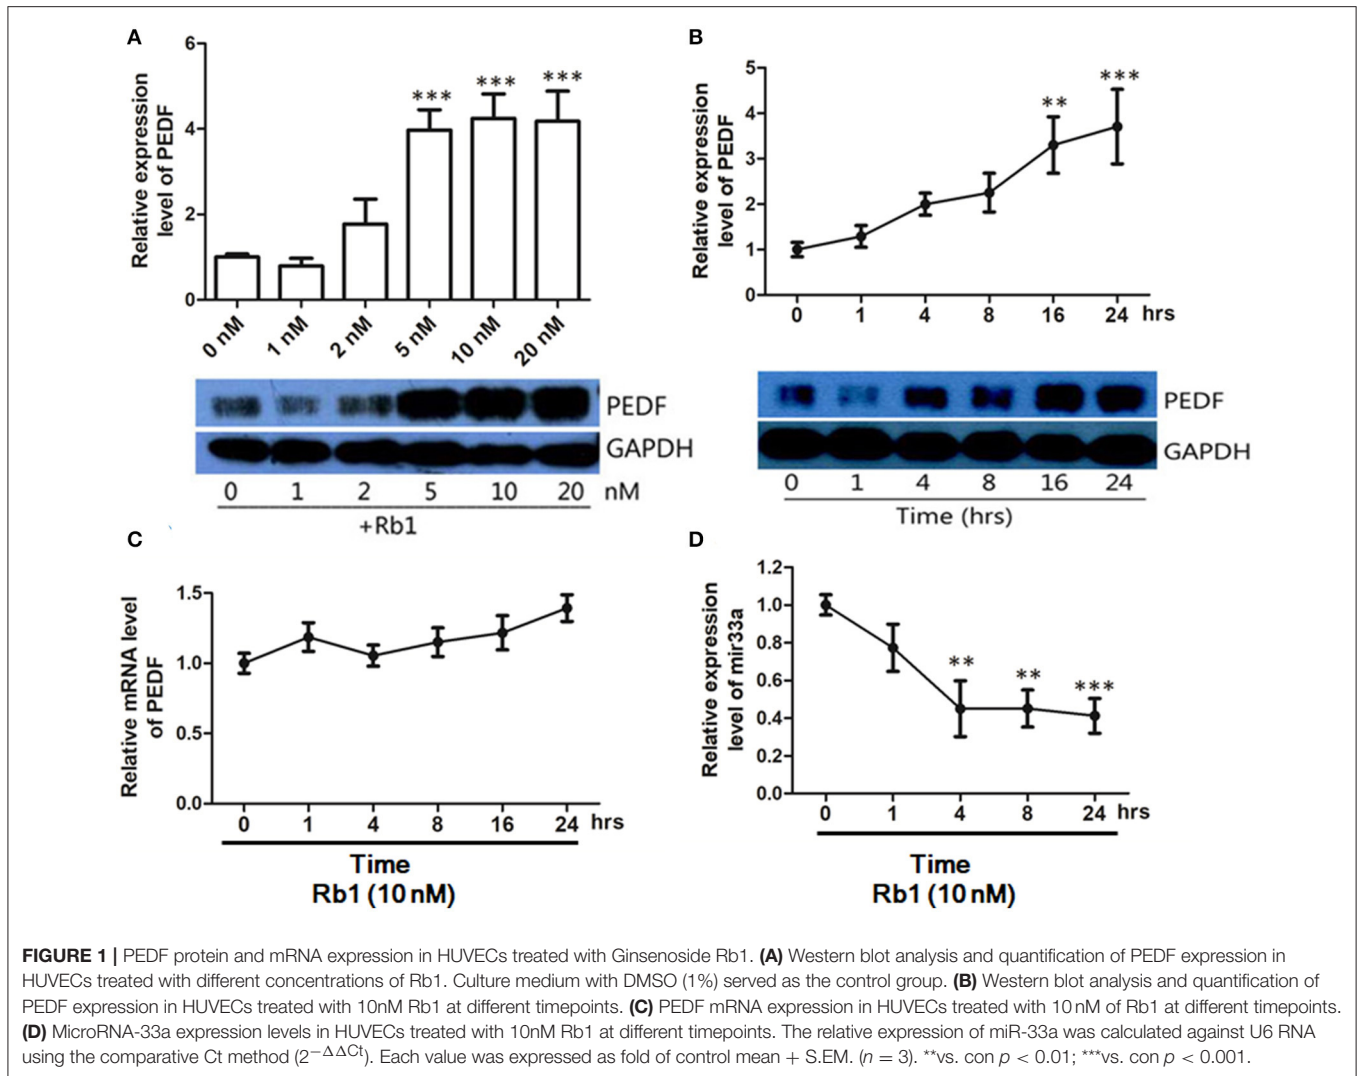 A
Relative expression
level of PEDF
6
4
2
0
***
***
***
0 nM
1 nM
2 nM
5 nM
10 nM
20 nM
PEDF
GAPDH
0 1 2 5 10 20 nM
+Rb1
B
Relative expression
level of PEDF
5
4
3
2
1
0
**
***
0 1 4 8 16 24 hrs
PEDF
GAPDH
0 1 4 8 16 24
Time (hrs)
C
Relative mRNA level
of PEDF
1.5
1.0
0.5
0.0
0 1 4 8 16 24 hrs
Time
Rb1 (10 nM)
D
Relative expression
level of mir33a
1.2
1.0
0.8
0.6
0.4
0.2
0.0
**
**
***
0 1 4 8 24 hrs
Time
Rb1 (10 nM)
FIGURE 1 | PEDF protein and mRNA expression in HUVECs treated with Ginsenoside Rb1. (A) Western blot analysis and quantification of PEDF expression in
HUVECs treated with different concentrations of Rb1. Culture medium with DMSO (1%) served as the control group. (B) Western blot analysis and quantification of
PEDF expression in HUVECs treated with 10nM Rb1 at different timepoints. (C) PEDF mRNA expression in HUVECs treated with 10 nM of Rb1 at different timepoints.
(D) MicroRNA-33a expression levels in HUVECs treated with 10nM Rb1 at different timepoints. The relative expression of miR-33a was calculated against U6 RNA
using the comparative Ct method (2−ΔΔCt). Each value was expressed as fold of control mean + S.EM. (n = 3). **vs. con p < 0.01; ***vs. con p < 0.001.